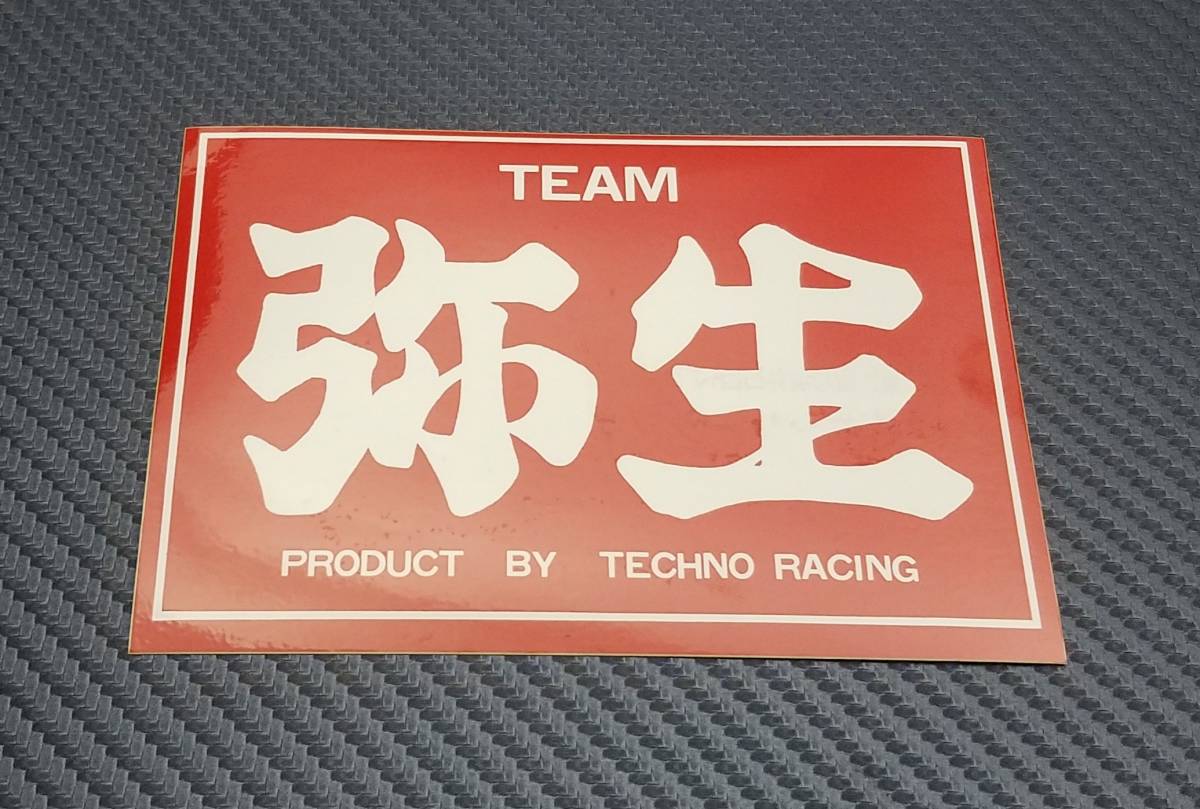 TEAM
弥生
PRODUCT BY TECHNO RACING